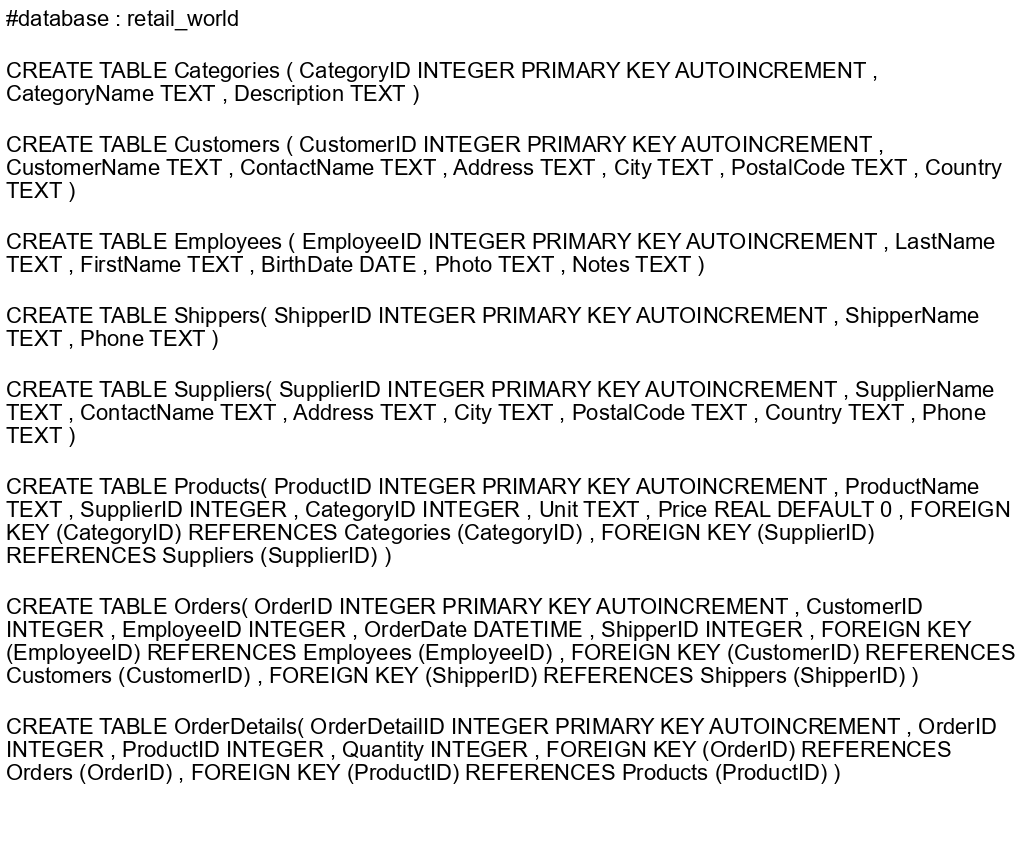 #database : retail_world
CREATE TABLE Categories ( CategoryID INTEGER PRIMARY KEY AUTOINCREMENT ,
CategoryName TEXT , Description TEXT )
CREATE TABLE Customers ( CustomerID INTEGER PRIMARY KEY AUTOINCREMENT ,
CustomerName TEXT , ContactName TEXT , Address TEXT , City TEXT , PostalCode TEXT , Country
TEXT )
CREATE TABLE Employees ( EmployeeID INTEGER PRIMARY KEY AUTOINCREMENT , LastName
TEXT , FirstName TEXT , BirthDate DATE , Photo TEXT , Notes TEXT )
CREATE TABLE Shippers( ShipperID INTEGER PRIMARY KEY AUTOINCREMENT , ShipperName
TEXT , Phone TEXT )
CREATE TABLE Suppliers( SupplierID INTEGER PRIMARY KEY AUTOINCREMENT , SupplierName
TEXT , ContactName TEXT , Address TEXT , City TEXT , PostalCode TEXT , Country TEXT , Phone
TEXT )
CREATE TABLE Products( ProductID INTEGER PRIMARY KEY AUTOINCREMENT , ProductName
TEXT , SupplierID INTEGER , CategoryID INTEGER , Unit TEXT , Price REAL DEFAULT 0 , FOREIGN
KEY (CategoryID) REFERENCES Categories (CategoryID) , FOREIGN KEY (SupplierID)
REFERENCES Suppliers (SupplierID) )
CREATE TABLE Orders( OrderID INTEGER PRIMARY KEY AUTOINCREMENT , CustomerID
INTEGER , EmployeeID INTEGER , OrderDate DATETIME , ShipperID INTEGER , FOREIGN KEY
(EmployeeID) REFERENCES Employees (EmployeeID) , FOREIGN KEY (CustomerID) REFERENCES
Customers (CustomerID) , FOREIGN KEY (ShipperID) REFERENCES Shippers (ShipperID) )
CREATE TABLE OrderDetails( OrderDetailID INTEGER PRIMARY KEY AUTOINCREMENT , OrderID
INTEGER , ProductID INTEGER , Quantity INTEGER , FOREIGN KEY (OrderID) REFERENCES
Orders (OrderID) , FOREIGN KEY (ProductID) REFERENCES Products (ProductID) )